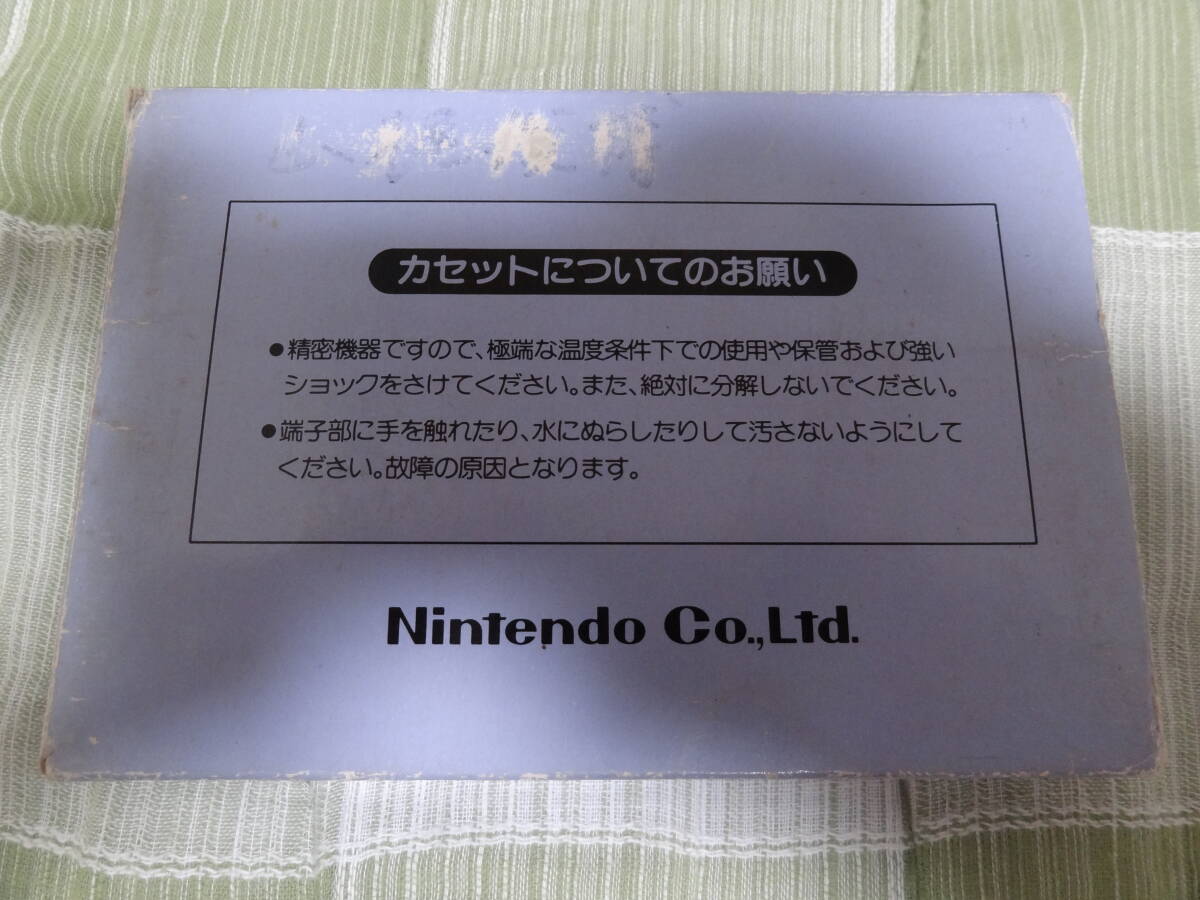 カセットについてのお願い
●精密機器ですので、極端な温度条件下での使用や保管および強い
ショックをさけてください。また、絶対に分解しないでください。
●端子部に手を触れたり、水にぬらしたりして汚さないようにして
ください。故障の原因となります。
Nintendo Co.,Ltd.